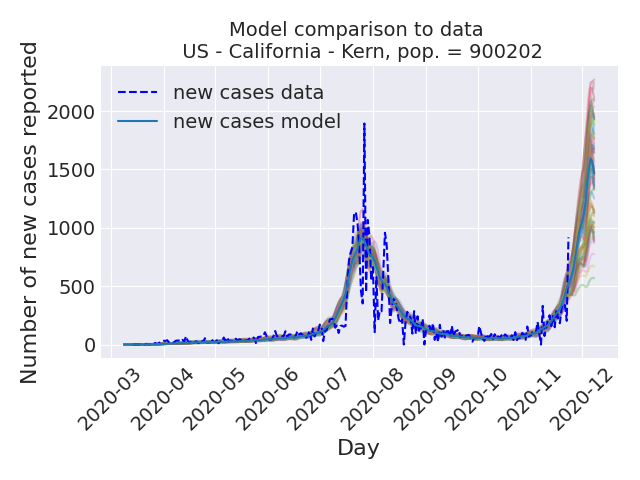 Model comparison to data
US - California - Kern, pop. = 900202
new cases data
new cases model
Number of new cases reported
2000
1500
1000
500
0
2020-03
2020-04
2020-05
2020-06
2020-07
2020-08
2020-09
2020-10
2020-11
2020-12
Day